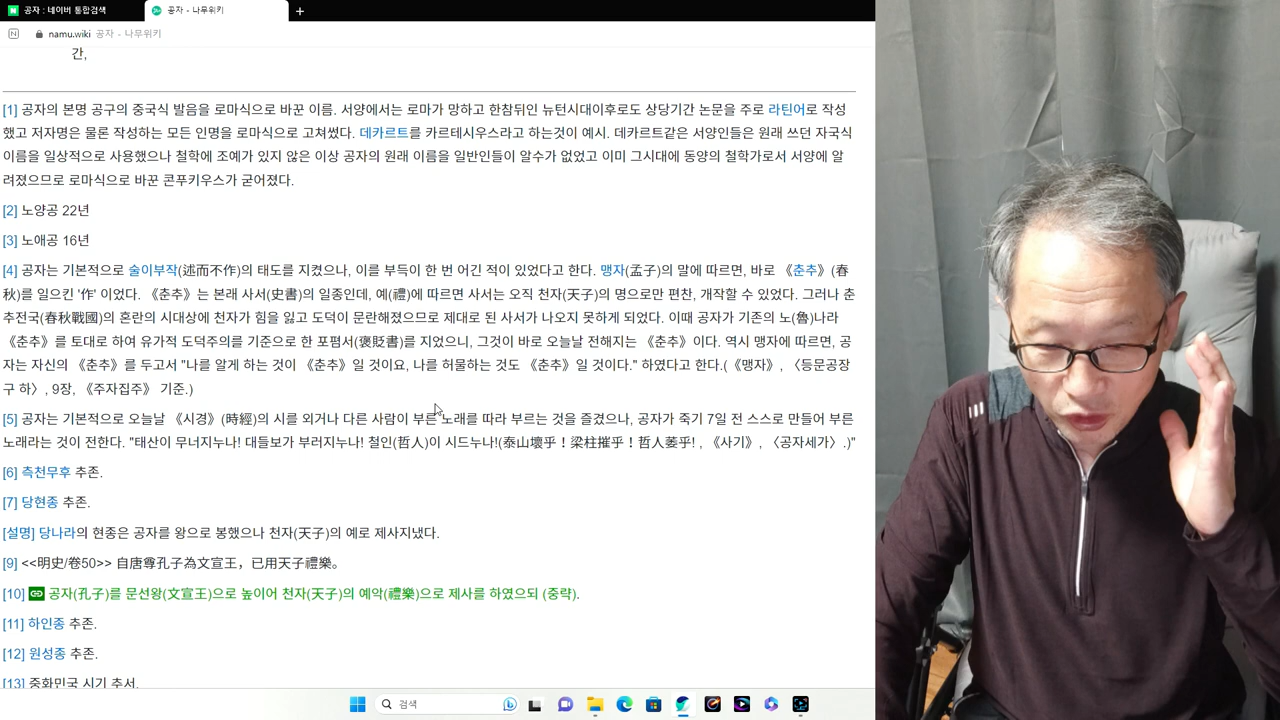 공자 : 네이버 통합검색
공자 - 나무위키
namu.wiki 공자 - 나무위키
간,
[1] 공자의 본명 공구의 중국식 발음을 로마식으로 바꾼 이름. 서양에서는 로마가 망하고 한참뒤인 뉴턴시대이후로도 상당기간 논문을 주로 라틴어로 작성
했고 저자명은 물론 작성하는 모든 인명을 로마식으로 고쳐썼다. 데카르트를 카르테시우스라고 하는것이 예시. 데카르트같은 서양인들은 원래 쓰던 자국식
이름을 일상적으로 사용했으나 철학에 조예가 있지 않은 이상 공자의 원래 이름을 일반인들이 알수가 없었고 이미 그시대에 동양의 철학가로서 서양에 알
려졌으므로 로마식으로 바꾼 콘푸키우스가 굳어졌다.
[2] 노양공 22년
[3] 노애공 16년
[4] 공자는 기본적으로 술이부작(述而不作)의 태도를 지켰으나, 이를 부득이 한 번 어긴 적이 있었다고 한다. 맹자(孟子)의 말에 따르면, 바로 《춘추》(春
秋)를 일으킨 '作' 이었다. 《춘추》는 본래 사서(史書)의 일종인데, 예(禮)에 따르면 사서는 오직 천자(天子)의 명으로만 편찬, 개작할 수 있었다. 그러나 춘
추전국(春秋戰國)의 혼란의 시대상에 천자가 힘을 잃고 도덕이 문란해졌으므로 제대로 된 사서가 나오지 못하게 되었다. 이때 공자가 기존의 노(魯)나라
《춘추》를 토대로 하여 유가적 도덕주의를 기준으로 한 포폄서(褒貶書)를 지었으니, 그것이 바로 오늘날 전해지는 《춘추》이다. 역시 맹자에 따르면, 공
자는 자신의 《춘추》를 두고서 "나를 알게 하는 것이 《춘추》일 것이요, 나를 허물하는 것도 《춘추》일 것이다." 하였다고 한다.(《맹자》, 〈등문공장
구 하〉, 9장, 《주자집주》 기준.)
[5] 공자는 기본적으로 오늘날 《시경》(時經)의 시를 외거나 다른 사람이 부른 노래를 따라 부르는 것을 즐겼으나, 공자가 죽기 7일 전 스스로 만들어 부른
노래라는 것이 전한다. "태산이 무너지누나! 대들보가 부러지누나! 철인(哲人)이 시드누나!(泰山壞乎！梁柱摧乎！哲人萎乎! , 《사기》, 〈공자세가〉.)"
[6] 측천무후 추존.
[7] 당현종 추존.
[설명] 당나라의 현종은 공자를 왕으로 봉했으나 천자(天子)의 예로 제사지냈다.
[9] <<明史/卷50>> 自唐尊孔子為文宣王，已用天子禮樂。
[10] 공자(孔子)를 문선왕(文宣王)으로 높이어 천자(天子)의 예악(禮樂)으로 제사를 하였으되 (중략).
[11] 하인종 추존.
[12] 원성종 추존.
[13] 중화민국 시기 추서.
검색